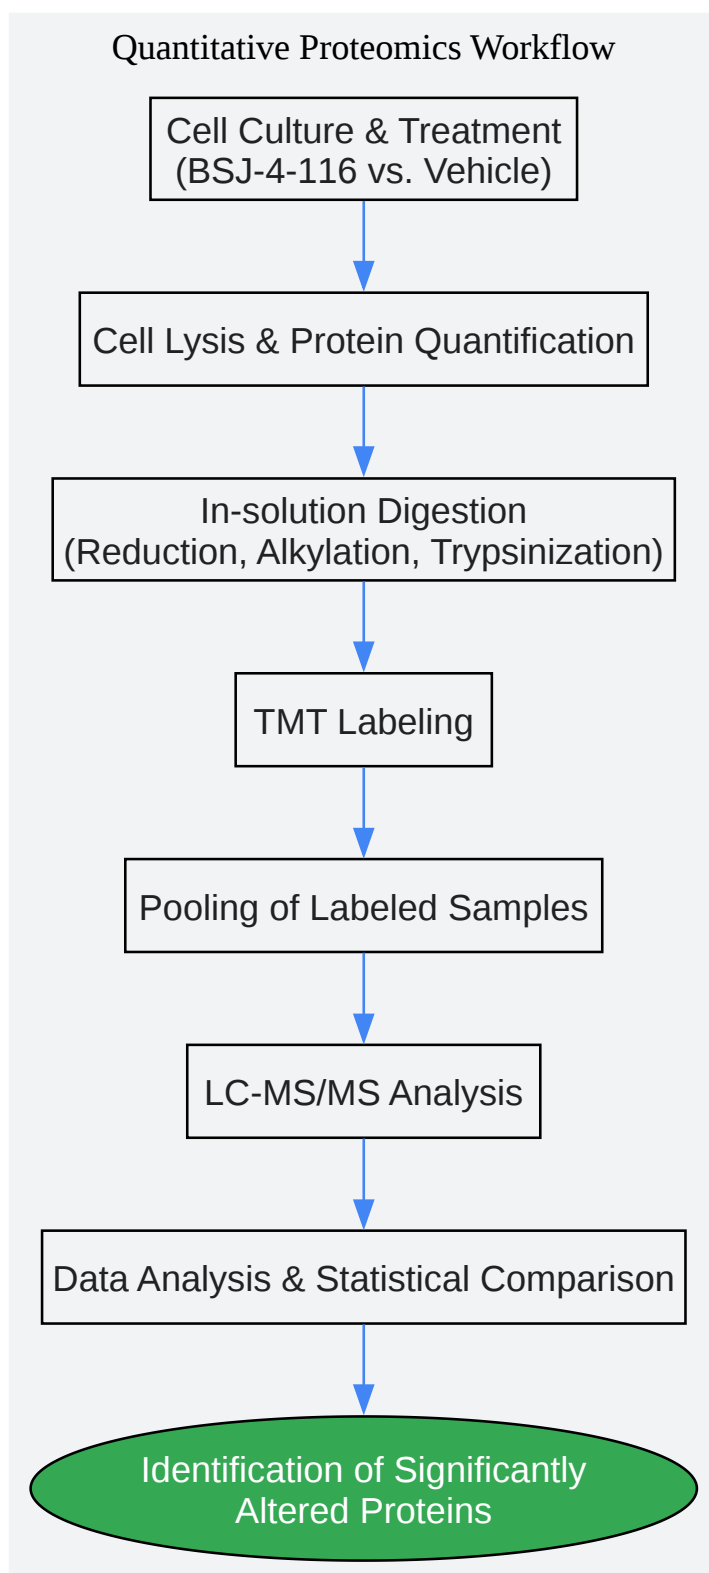 Quantitative Proteomics Workflow
Cell Culture & Treatment
(BSJ-4-116 vs. Vehicle)
Cell Lysis & Protein Quantification
In-solution Digestion
(Reduction, Alkylation, Trypsinization)
TMT Labeling
Pooling of Labeled Samples
LC-MS/MS Analysis
Data Analysis & Statistical Comparison
Identification of Significantly
Altered Proteins